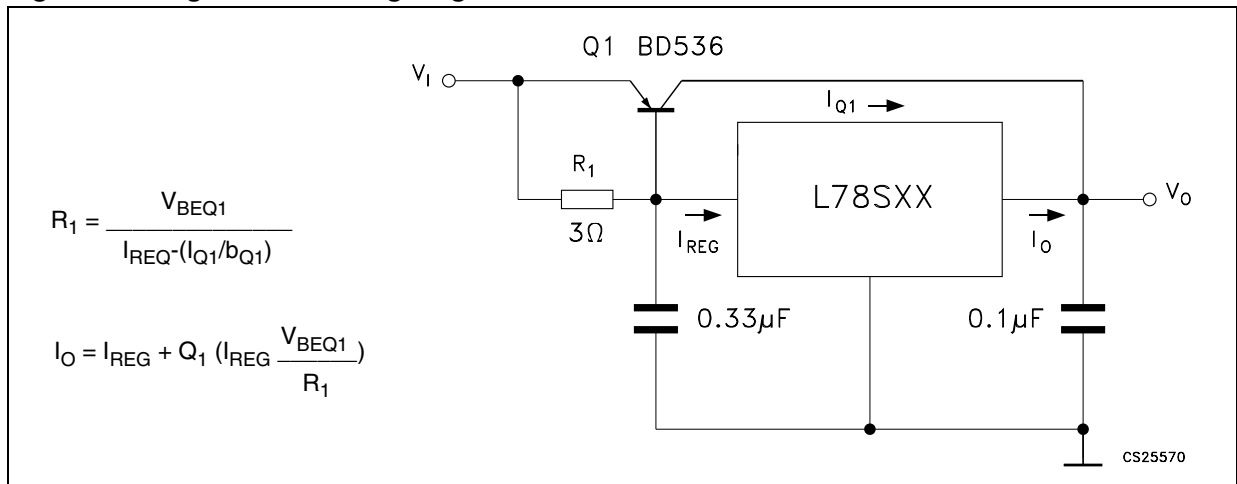 Q1 BD536
V_I
I_Q1
R_1
L78SXX
V_O
3Ω
I_REG
I_O
0.33µF
0.1µF
R_1 = V_BEQ1
I_REQ-(I_Q1/b_Q1)
I_O = I_REG + Q_1 (I_REG V_BEQ1)
R_1
CS25570